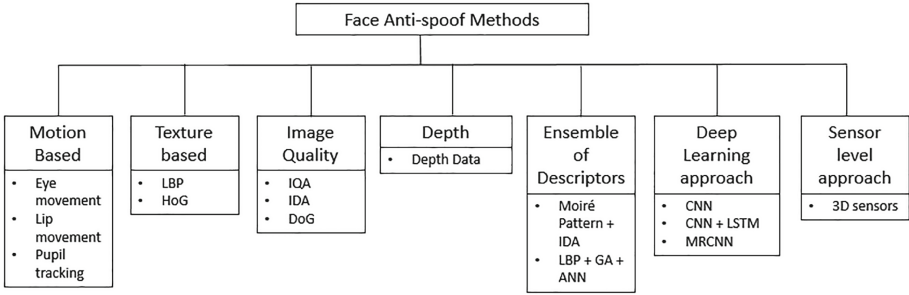 Face Anti-spoof Methods
Motion
Based
• Eye
movement
• Lip
movement
• Pupil
tracking
Texture
based
• LBP
• HoG
Image
Quality
• IQA
• IDA
• DoG
Depth
• Depth Data
Ensemble
of
Descriptors
• Moiré
Pattern +
IDA
• LBP + GA +
ANN
Deep
Learning
approach
• CNN
• CNN + LSTM
• MRCNN
Sensor
level
approach
• 3D sensors